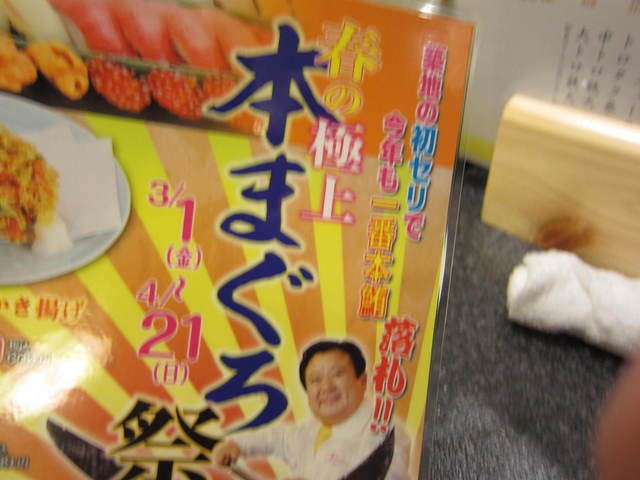 築地の初セリで
今年も一番本鮪
落札!!
春の極上
本まぐろ
祭
3/1
(金)
4/
21
(日)
かき揚げ